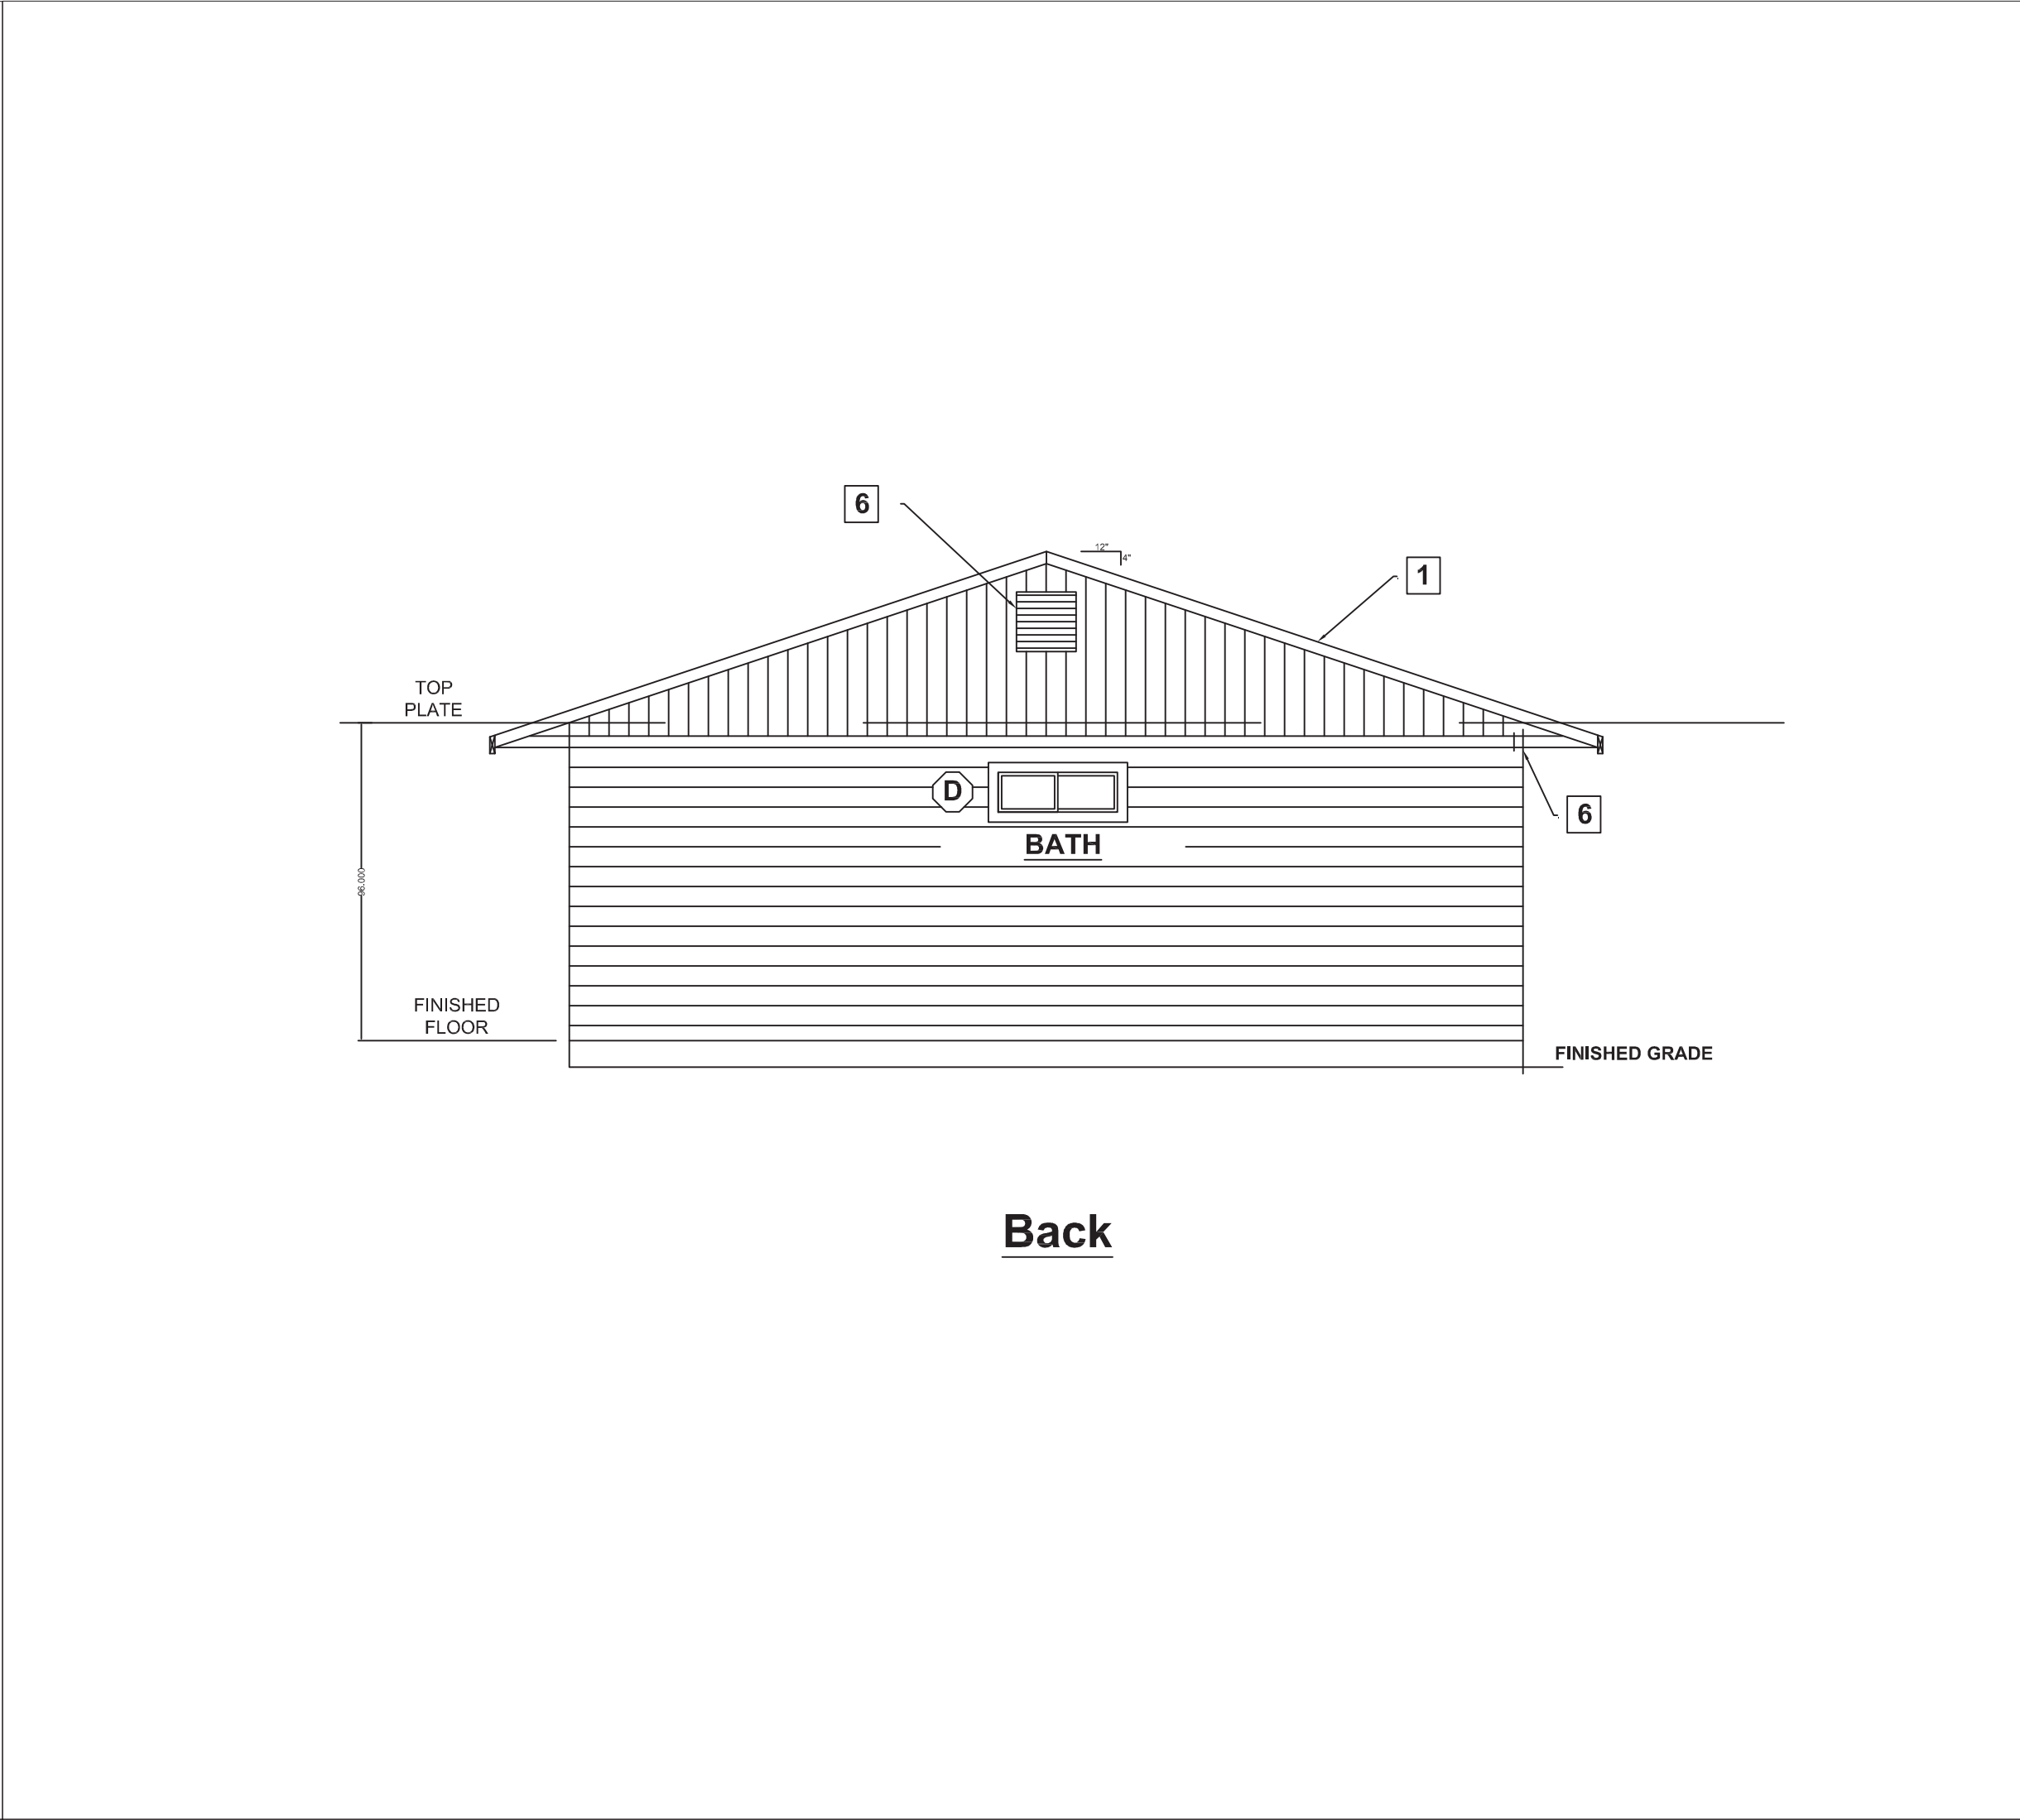 6
12"
4"
1
TOP
PLATE
D
6
BATH
96.000
FINISHED
FLOOR
FINISHED GRADE
Back